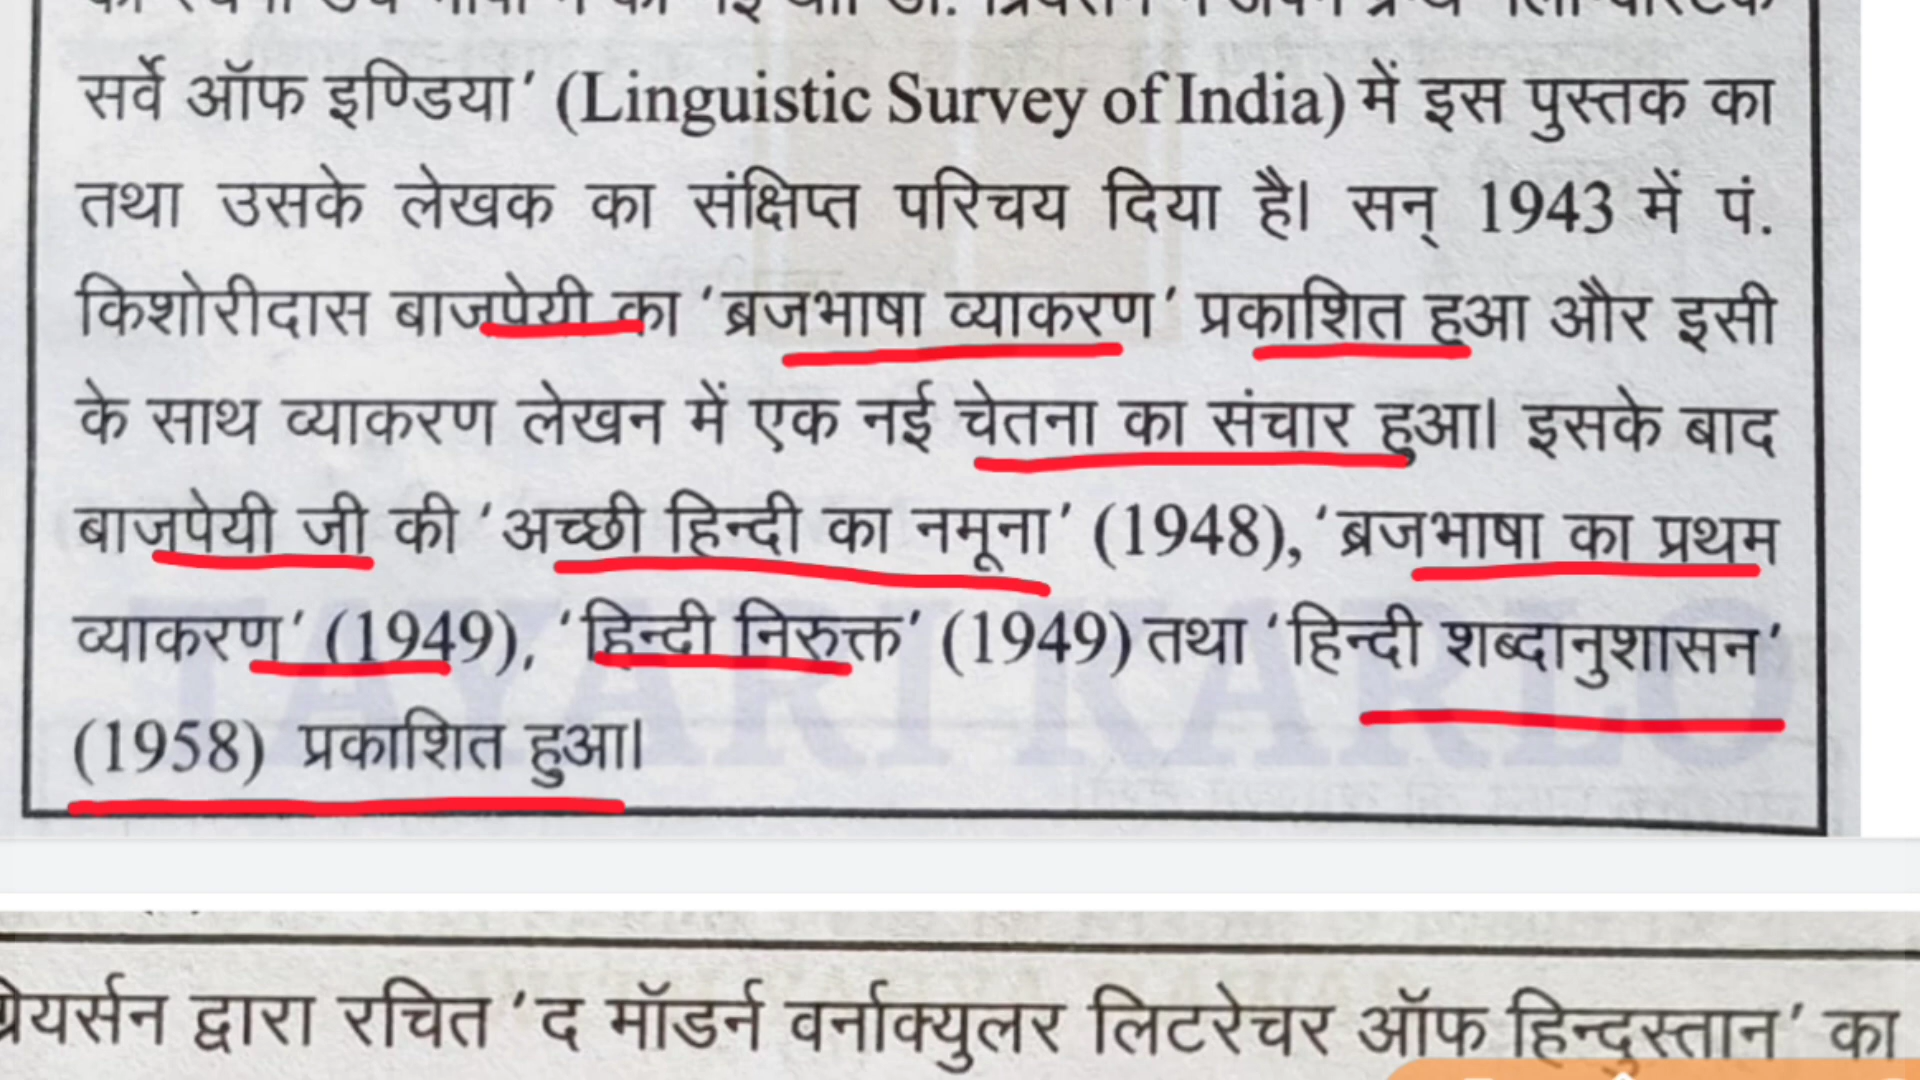 सर्वे ऑफ इण्डिया’ (Linguistic Survey of India) में इस पुस्तक का
तथा उसके लेखक का संक्षिप्त परिचय दिया है। सन् 1943 में पं.
किशोरीदास बाजपेयी का ‘ब्रजभाषा व्याकरण’ प्रकाशित हुआ और इसी
के साथ व्याकरण लेखन में एक नई चेतना का संचार हुआ। इसके बाद
बाजपेयी जी की ‘अच्छी हिन्दी का नमूना’ (1948), ‘ब्रजभाषा का प्रथम
व्याकरण’ (1949), ‘हिन्दी निरुक्त’ (1949) तथा ‘हिन्दी शब्दानुशासन’
TAYARI KARLO
(1958) प्रकाशित हुआ।
द्वारा रचित ‘द मॉडर्न वर्नाक्युलर लिटरेचर ऑफ हिन्दुस्तान’ का